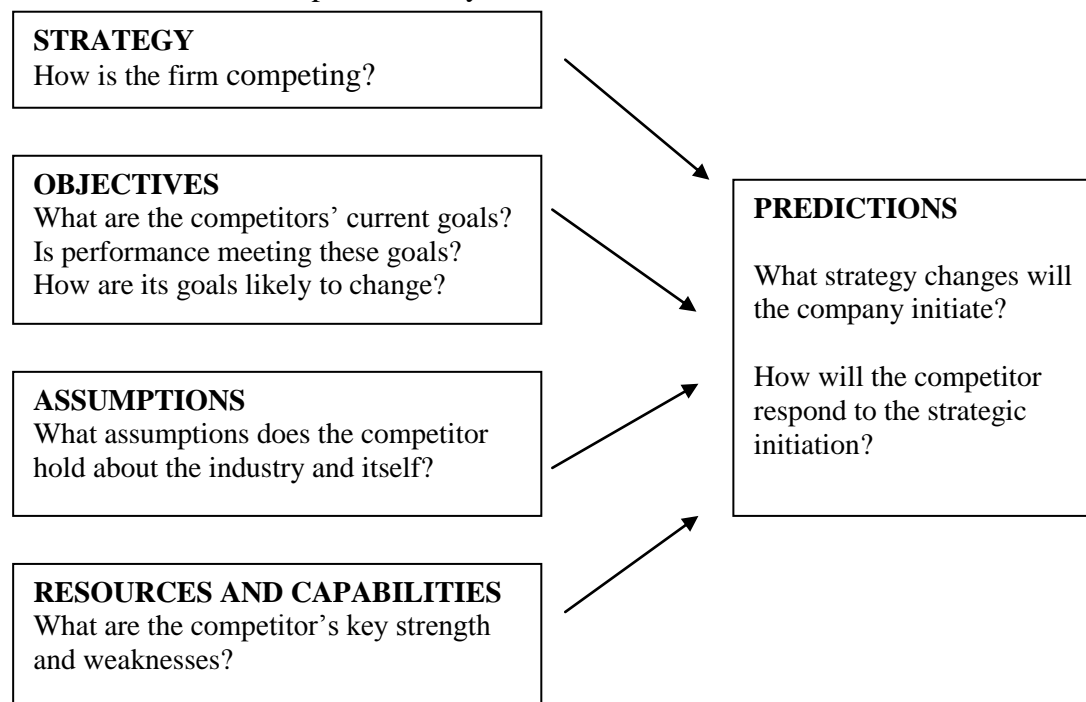 STRATEGY
How is the firm competing?
OBJECTIVES
What are the competitors’ current goals?
Is performance meeting these goals?
How are its goals likely to change?
ASSUMPTIONS
What assumptions does the competitor
hold about the industry and itself?
RESOURCES AND CAPABILITIES
What are the competitor’s key strength
and weaknesses?
PREDICTIONS
What strategy changes will
the company initiate?
How will the competitor
respond to the strategic
initiation?